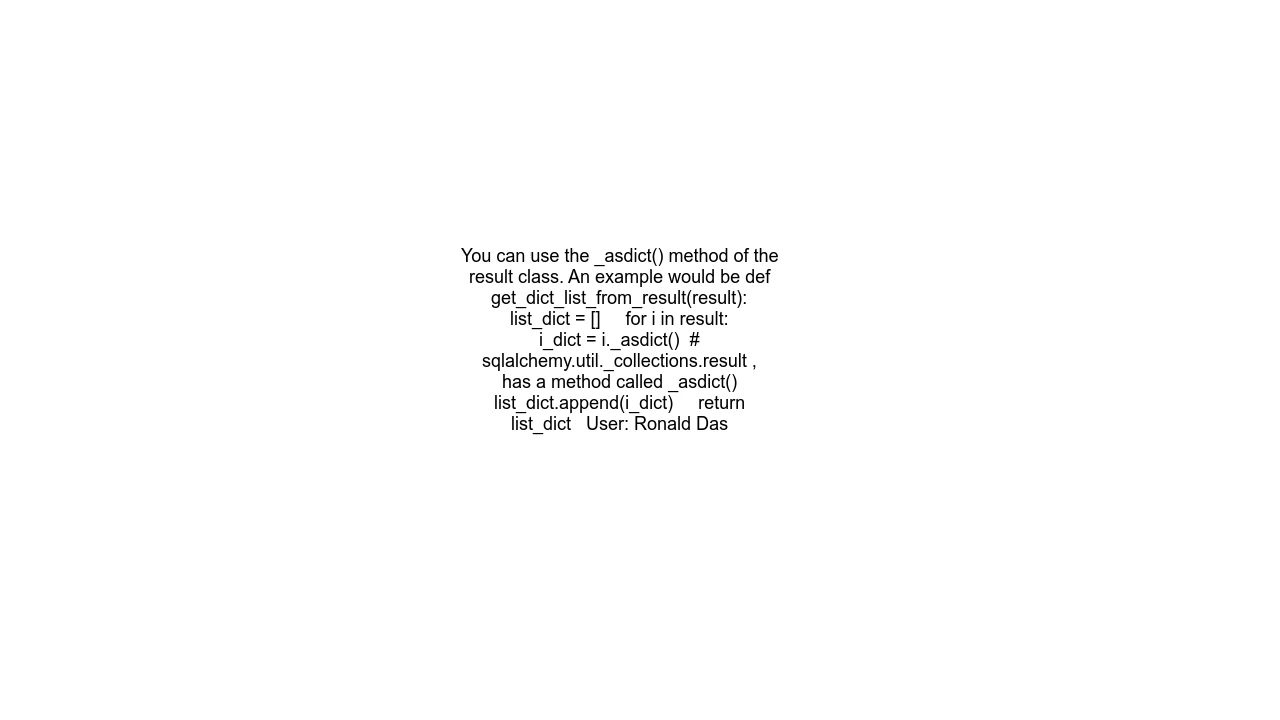 You can use the _asdict() method of the
result class. An example would be def
get_dict_list_from_result(result):
list_dict = []     for i in result:
i_dict = i._asdict()  #
sqlalchemy.util._collections.result ,
has a method called _asdict()
list_dict.append(i_dict)     return
list_dict   User: Ronald Das